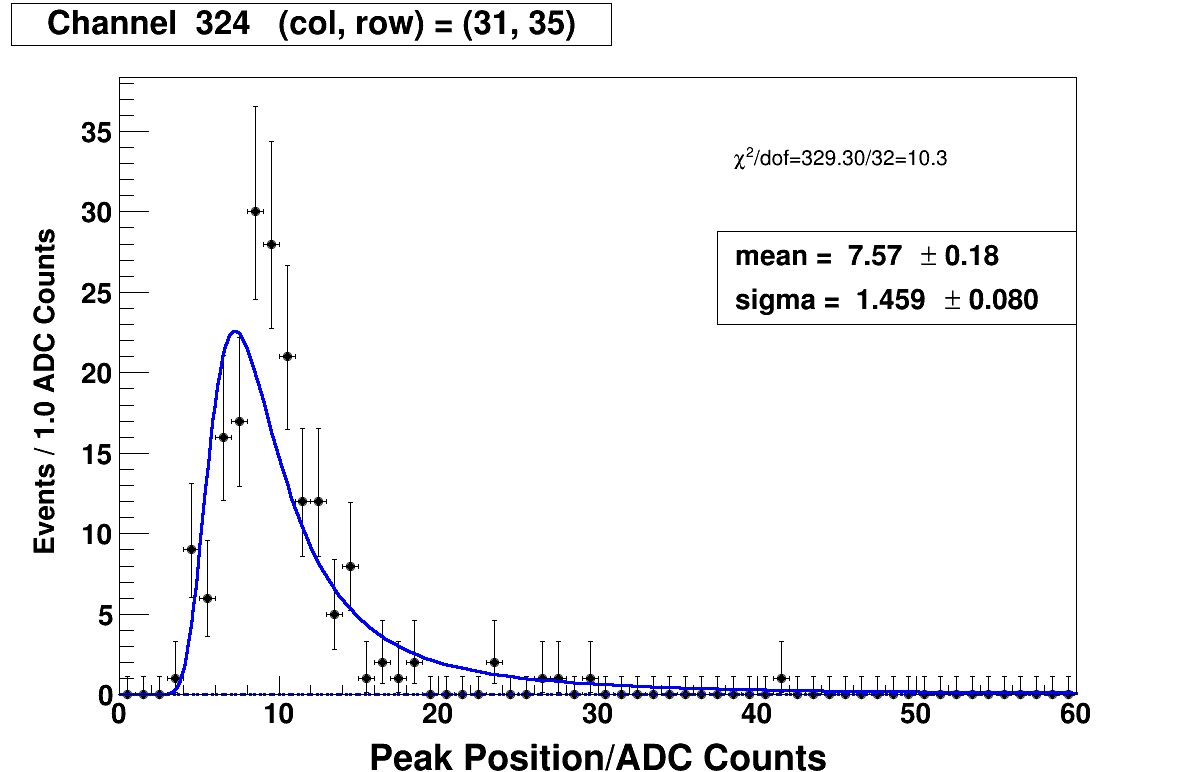 Channel 324 (col, row) = (31, 35)
χ²/dof=329.30/32=10.3
mean = 7.57 ± 0.18
sigma = 1.459 ± 0.080
Events / 1.0 ADC Counts
35
30
25
20
15
10
5
0
0 10 20 30 40 50 60
Peak Position/ADC Counts